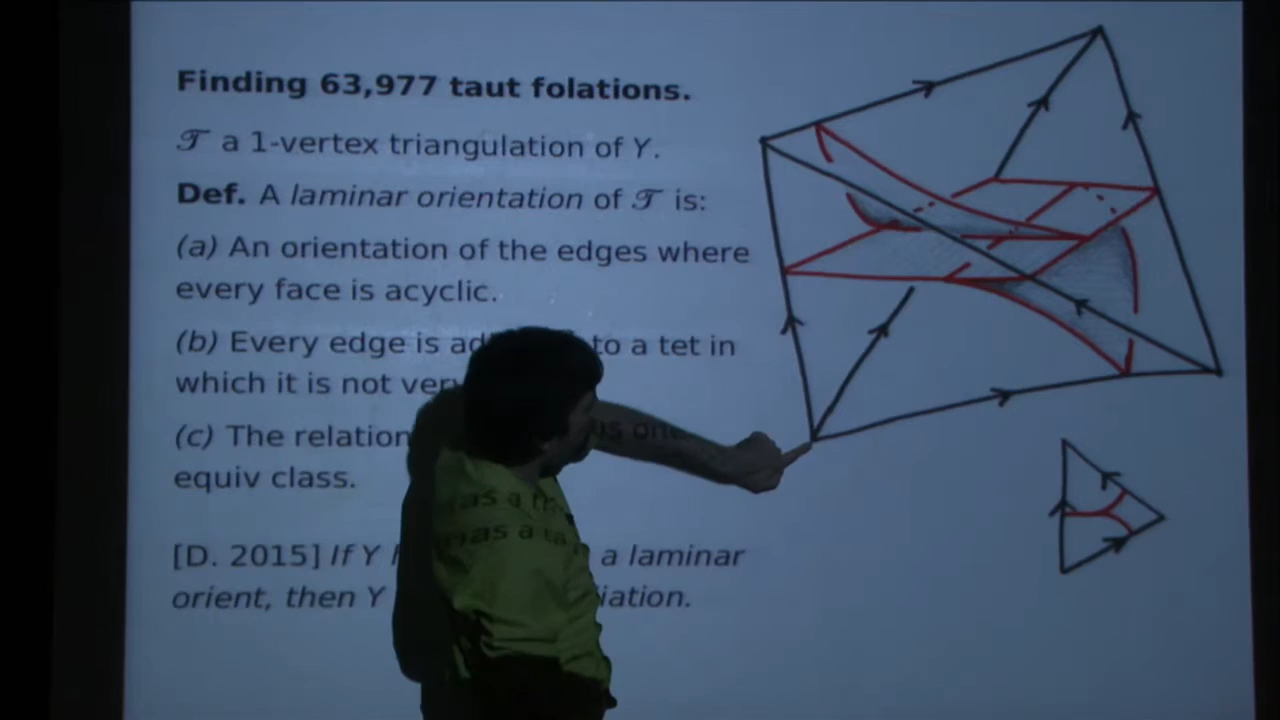 Finding 63,977 taut folations.
𝒯 a 1-vertex triangulation of Y.
Def. A laminar orientation of 𝒯 is:
(a) An orientation of the edges where
every face is acyclic.
(b) Every edge is to a tet in
which it is not
(c) The relation
equiv class.
[D. 2015] If Y a laminar
orient, then Y